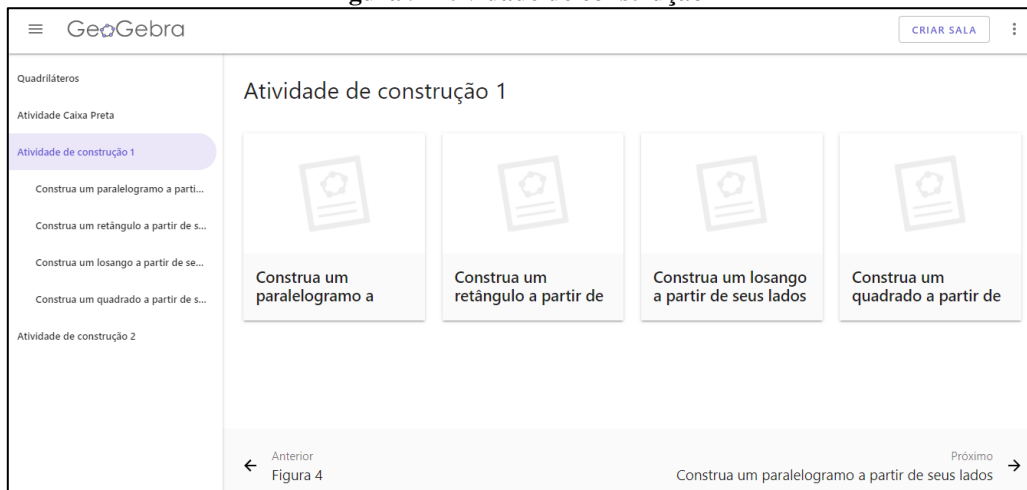 GeoGebra
CRIAR SALA
Quadriláteros
Atividade Caixa Preta
Atividade de construção 1
Construa um paralelogramo a parti...
Construa um retângulo a partir de s...
Construa um losango a partir de se...
Construa um quadrado a partir de s...
Atividade de construção 2
Atividade de construção 1
Construa um
paralelogramo a
Construa um
retângulo a partir de
Construa um losango
a partir de seus lados
Construa um
quadrado a partir de
Anterior
Figura 4
Próximo
Construa um paralelogramo a partir de seus lados